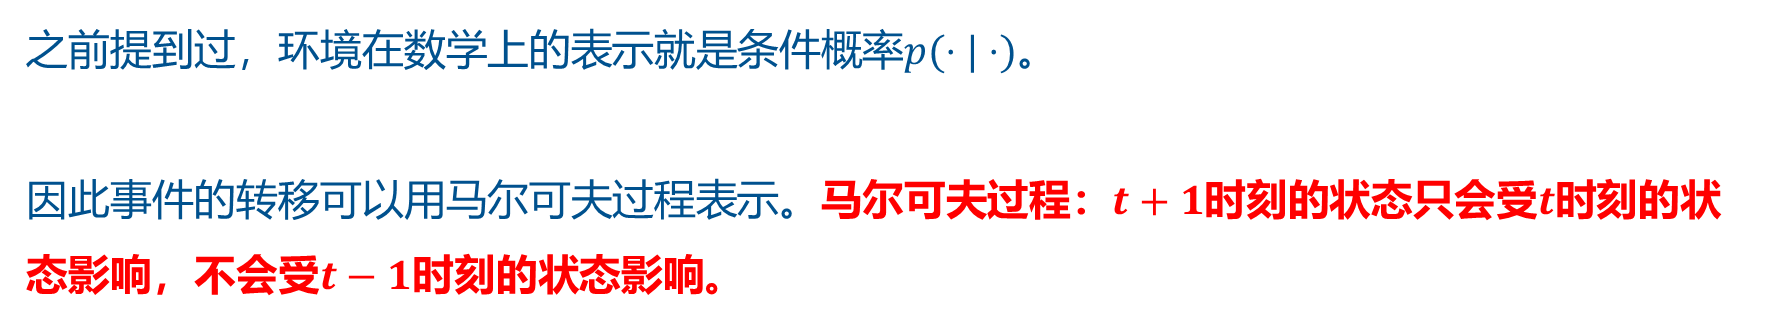 之前提到过，环境在数学上的表示就是条件概率p(· | ·)。
因此事件的转移可以用马尔可夫过程表示。马尔可夫过程：t + 1时刻的状态只会受t时刻的状
态影响，不会受t − 1时刻的状态影响。